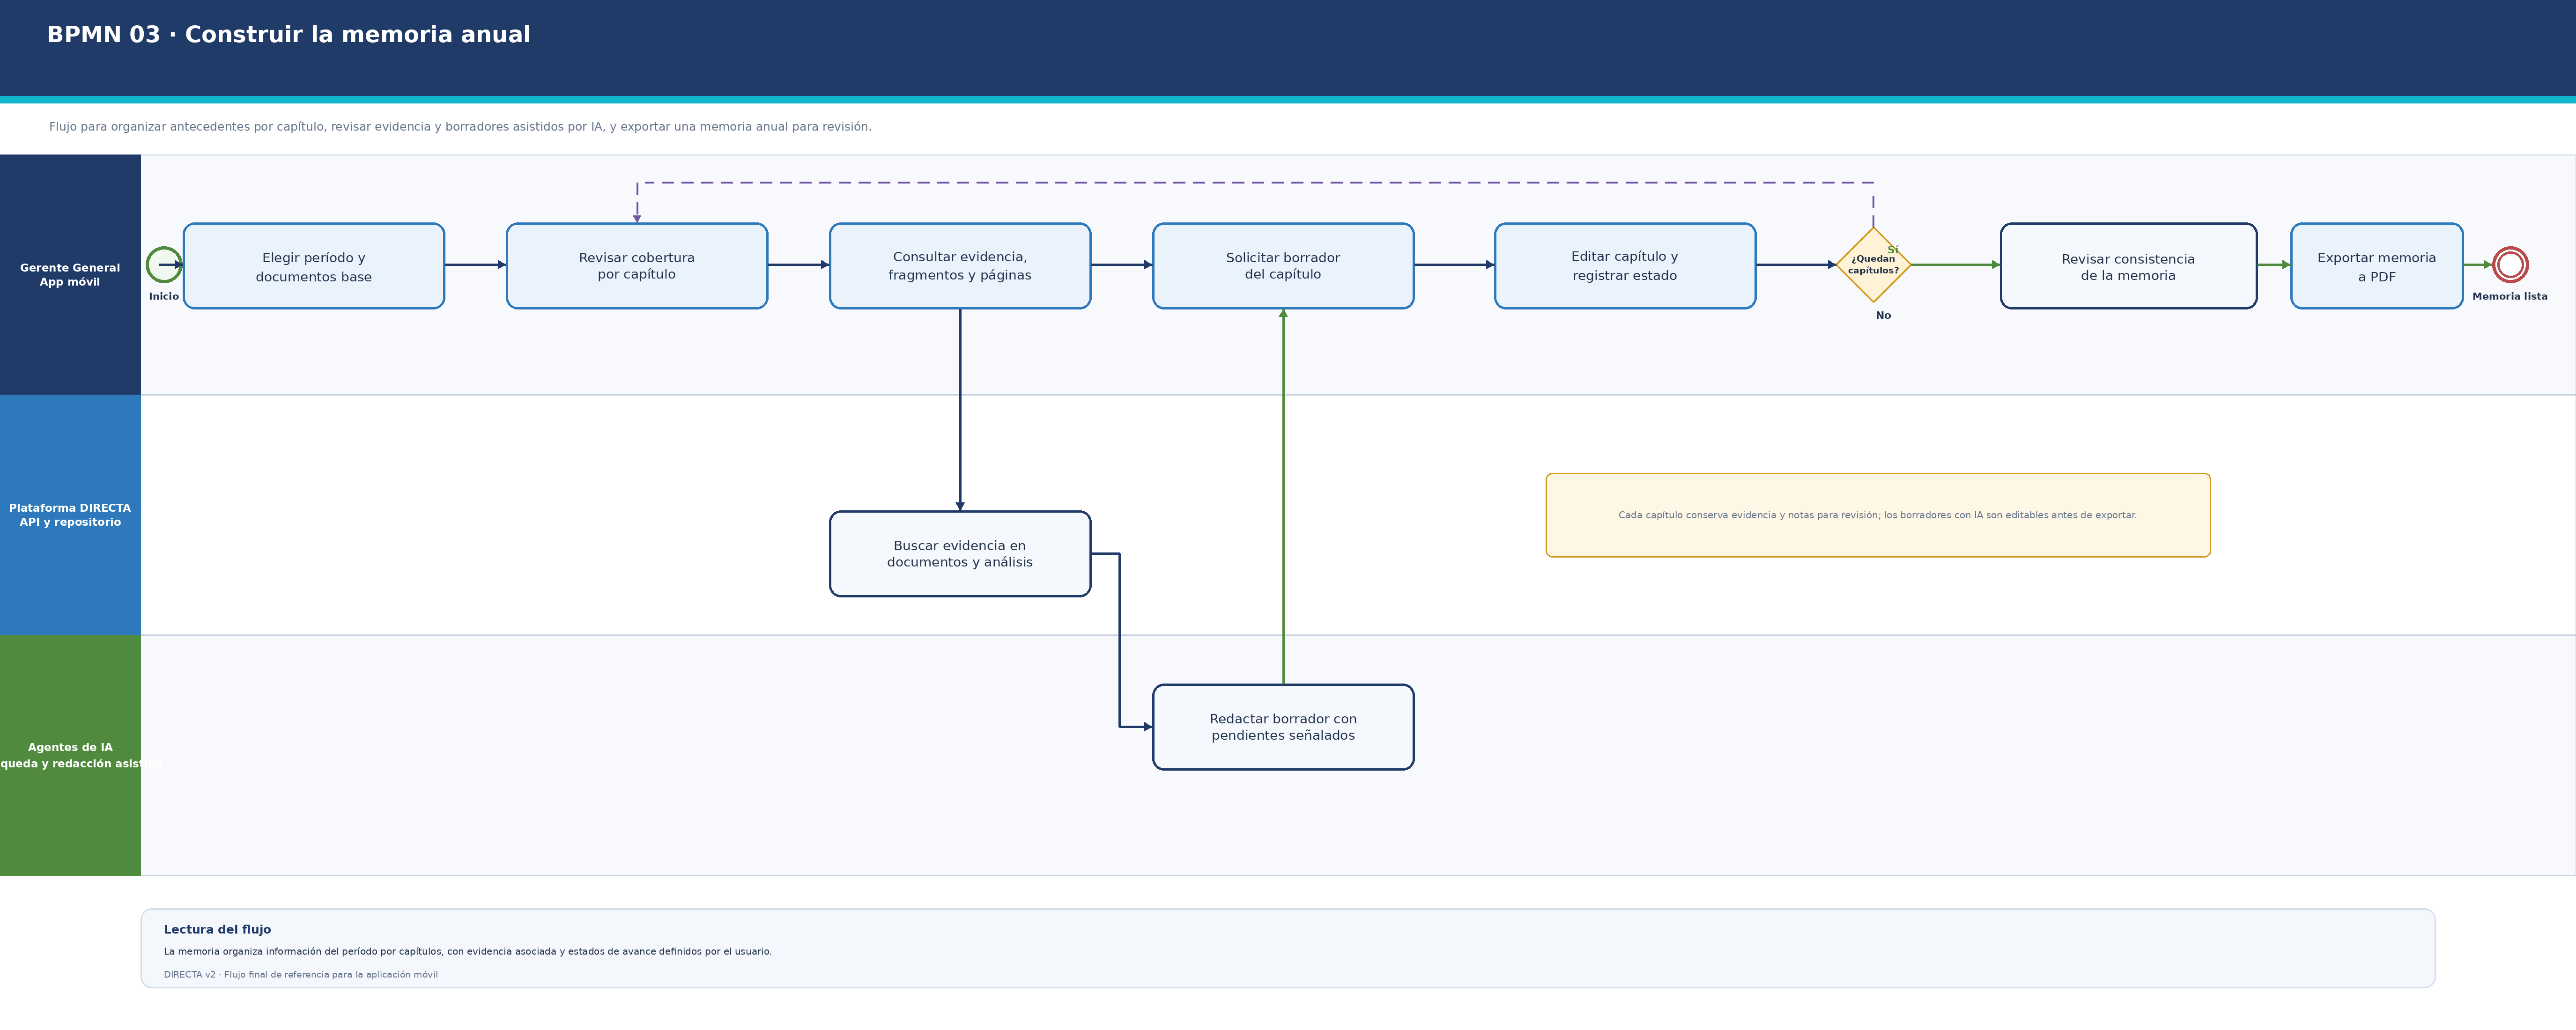 BPMN 03 · Construir la memoria anual
Flujo para organizar antecedentes por capítulo, revisar evidencia y borradores asistidos por IA, y exportar una memoria anual para revisión.
Gerente General
App móvil
Inicio
Elegir período y
documentos base
Revisar cobertura
por capítulo
Consultar evidencia,
fragmentos y páginas
Solicitar borrador
del capítulo
Editar capítulo y
registrar estado
Sí
¿Quedan
capítulos?
No
Revisar consistencia
de la memoria
Exportar memoria
a PDF
Memoria lista
Plataforma DIRECTA
API y repositorio
Buscar evidencia en
documentos y análisis
Cada capítulo conserva evidencia y notas para revisión; los borradores con IA son editables antes de exportar.
Agentes de IA
queda y redacción
Redactar borrador con
pendientes señalados
Lectura del flujo
La memoria organiza información del período por capítulos, con evidencia asociada y estados de avance definidos por el usuario.
DIRECTA v2 · Flujo final de referencia para la aplicación móvil